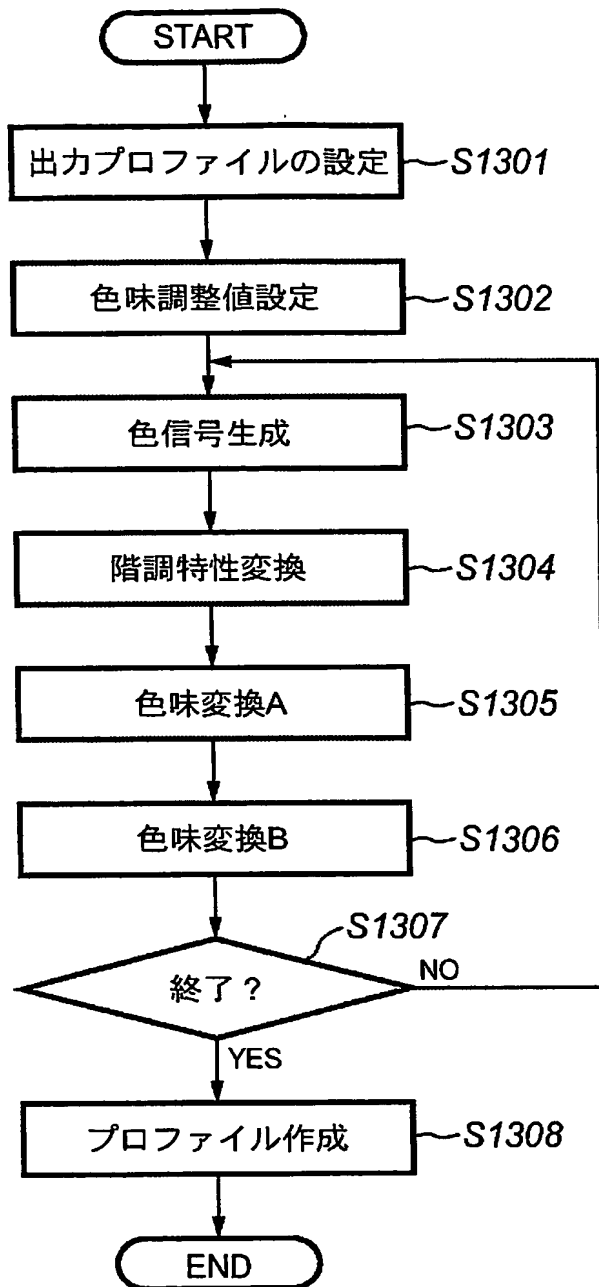 START
出力プロファイルの設定 S1301
色味調整値設定 S1302
色信号生成 S1303
階調特性変換 S1304
色味変換A S1305
色味変換B S1306
S1307
終了? NO
YES
プロファイル作成 S1308
END